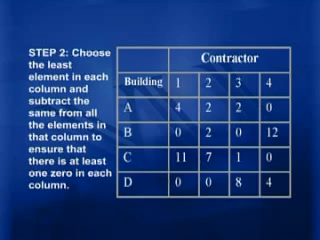 STEP 2: Choose
the least
element in each
column and
subtract the
same from all
the elements in
that column to
ensure that
there is at least
one zero in each
column.
Contractor
Building 1 2 3 4
A 4 2 2 0
B 0 2 0 12
C 11 7 1 0
D 0 0 8 4